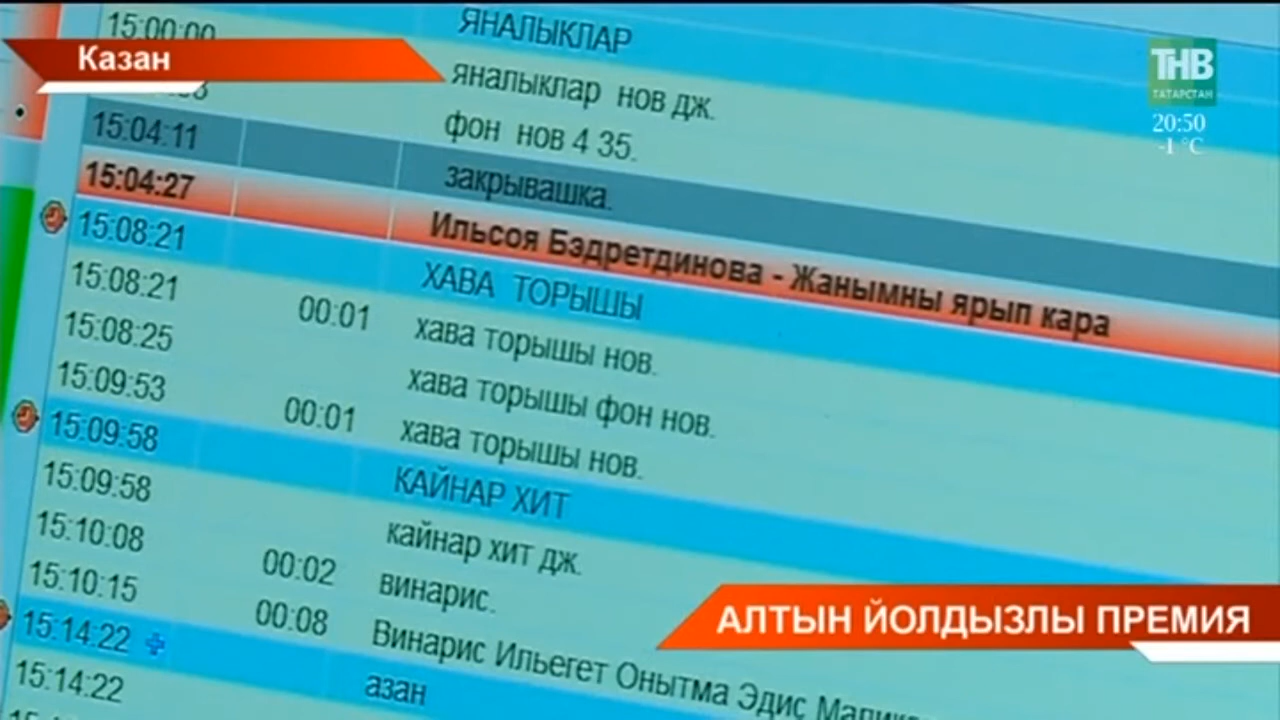 15:00:00 ЯНАЛЫКЛАР
Казан
яналыклар нов дж.
фон нов 4 35.
15:04:11 закрывашка.
15:04:27 Ильсоя Бэдретдинова - Жанымны ярып кара
15:08:21 ХАВА ТОРЫШЫ
15:08:21 00:01 хава торышы нов.
15:08:25 хава торышы фон нов.
15:09:53 00:01 хава торышы нов.
15:09:58 КАЙНАР ХИТ
15:09:58 кайнар хит дж.
15:10:08 00:02 винарис.
15:10:15 00:08 Винарис Ильегет Онытма Эдис
15:14:22 азан
15:14:22
ТНВ
ТАТАРСТАН
20:50
-1 °C
АЛТЫН ЙОЛДЫЗЛЫ ПРЕМИЯ